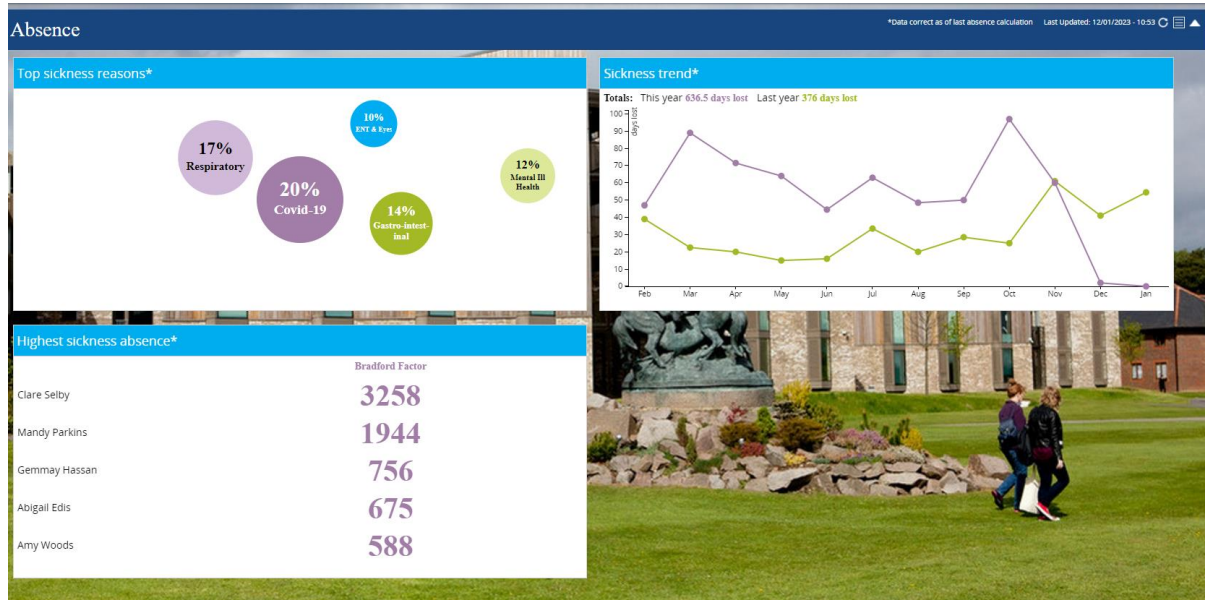 Absence
*Data correct as of last absence calculation Last Updated: 12/01/2023 - 10:53
Top sickness reasons*
10%
ENT & Eyes
17%
Respiratory
12%
Mental Ill
Health
20%
Covid-19
14%
Gastro-intest-
inal
Sickness trend*
Totals: This year 636.5 days lost Last year 376 days lost
days lost
100
90
80
70
60
50
40
30
20
10
0
Feb Mar Apr May Jun Jul Aug Sep Oct Nov Dec Jan
Highest sickness absence*
Bradford Factor
Clare Selby 3258
Mandy Parkins 1944
Gemmay Hassan 756
Abigail Edis 675
Amy Woods 588